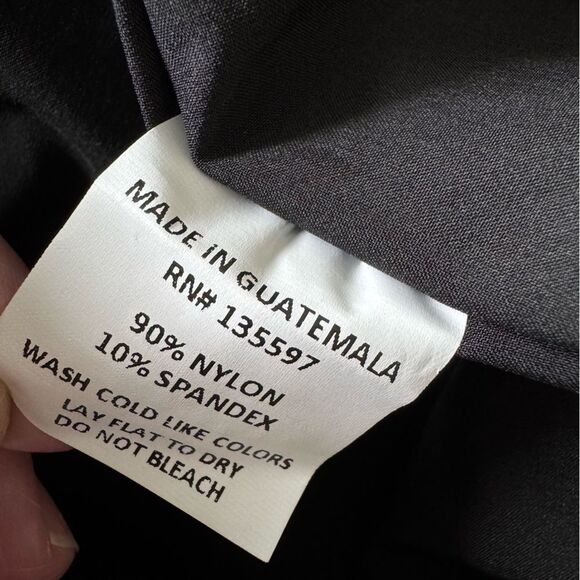 MADE iN GUATEMALA
RN# 135597
90% NYLON
10% SPANDEX
WASH COLD LIKE COLORS
LAY FLAT TO DRY
DO NOT BLEACH